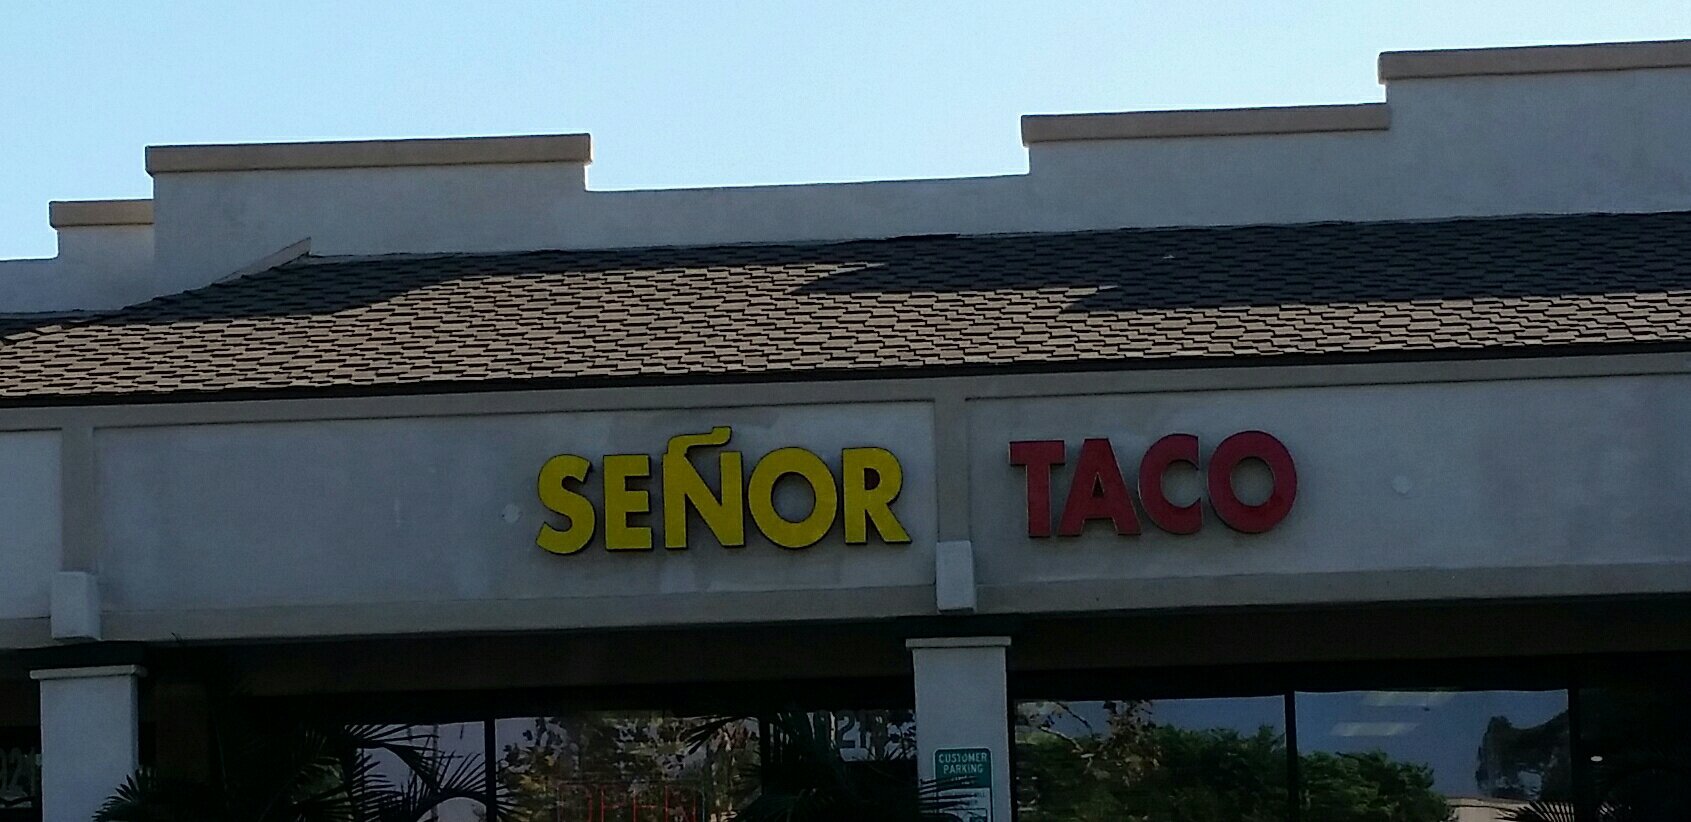 SEÑOR TACO
CUSTOMER
PARKING